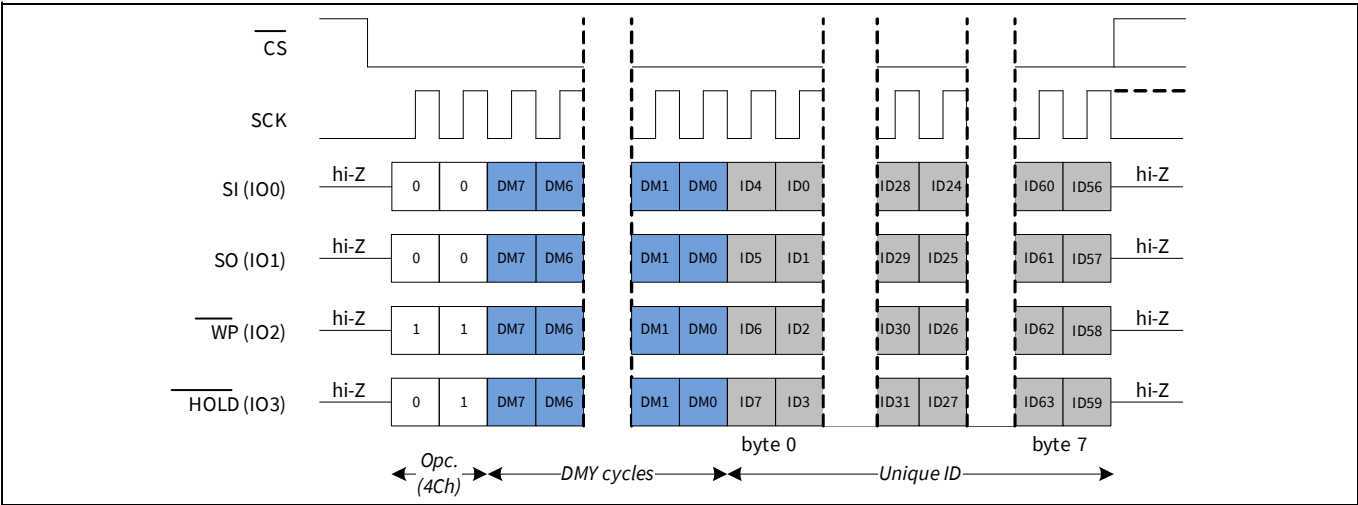 CS
SCK
SI (IO0) hi-Z 0 0 DM7 DM6 DM1 DM0 ID4 ID0 ID28 ID24 ID60 ID56 hi-Z
SO (IO1) hi-Z 0 0 DM7 DM6 DM1 DM0 ID5 ID1 ID29 ID25 ID61 ID57 hi-Z
WP (IO2) hi-Z 1 1 DM7 DM6 DM1 DM0 ID6 ID2 ID30 ID26 ID62 ID58 hi-Z
HOLD (IO3) hi-Z 0 1 DM7 DM6 DM1 DM0 ID7 ID3 ID31 ID27 ID63 ID59 hi-Z
byte 0 byte 7
Opc.
(4Ch) DMY cycles Unique ID